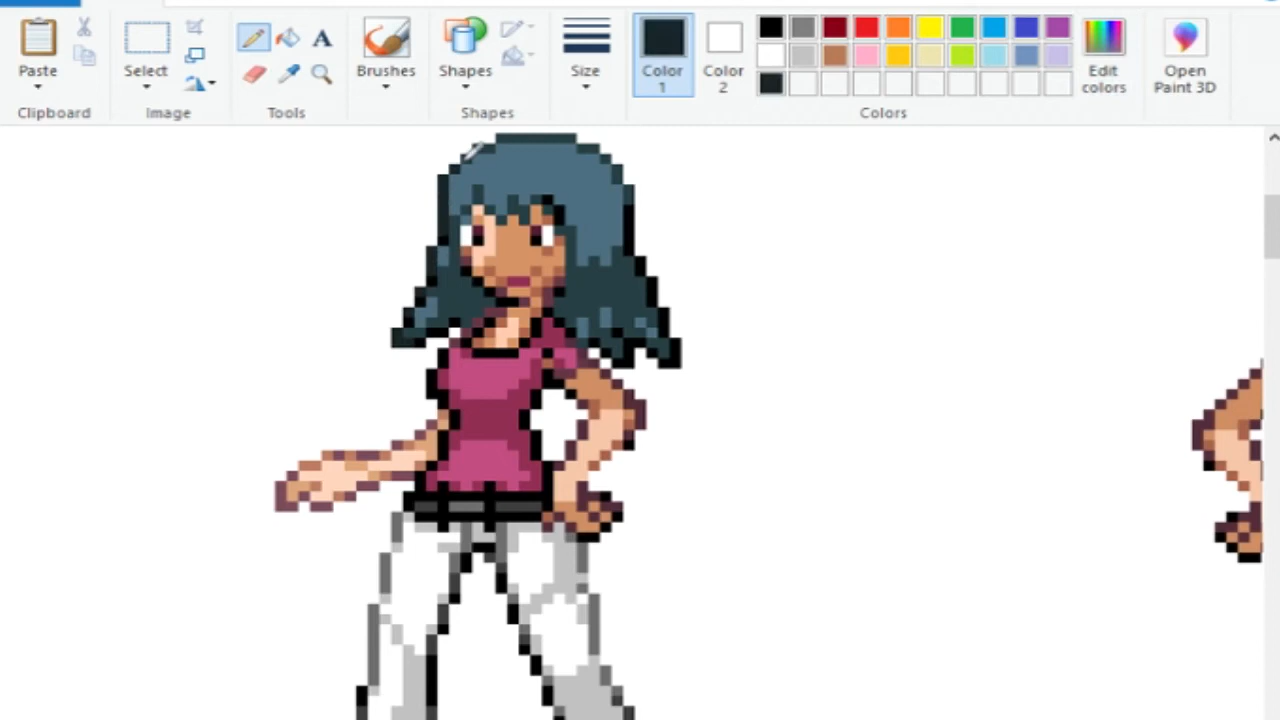 Paste
Select
A
Brushes
Shapes
Size
Color
1
Color
2
Edit
colors
Open
Paint 3D
Clipboard
Image
Tools
Shapes
Colors